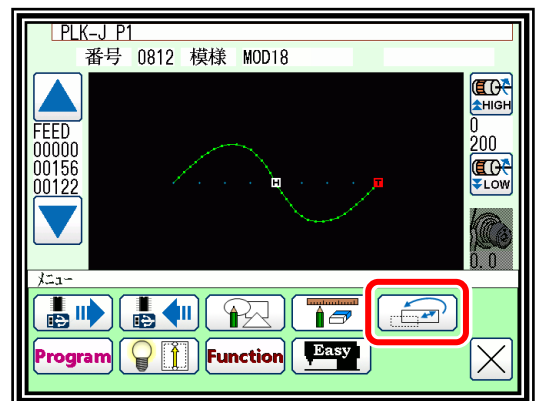 PLK-J P1
番号 0812 模様 MOD18
HIGH
FEED
00000
00156
00122
0
200
LOW
H
T
0.0
メニュー
Program
Function
Easy